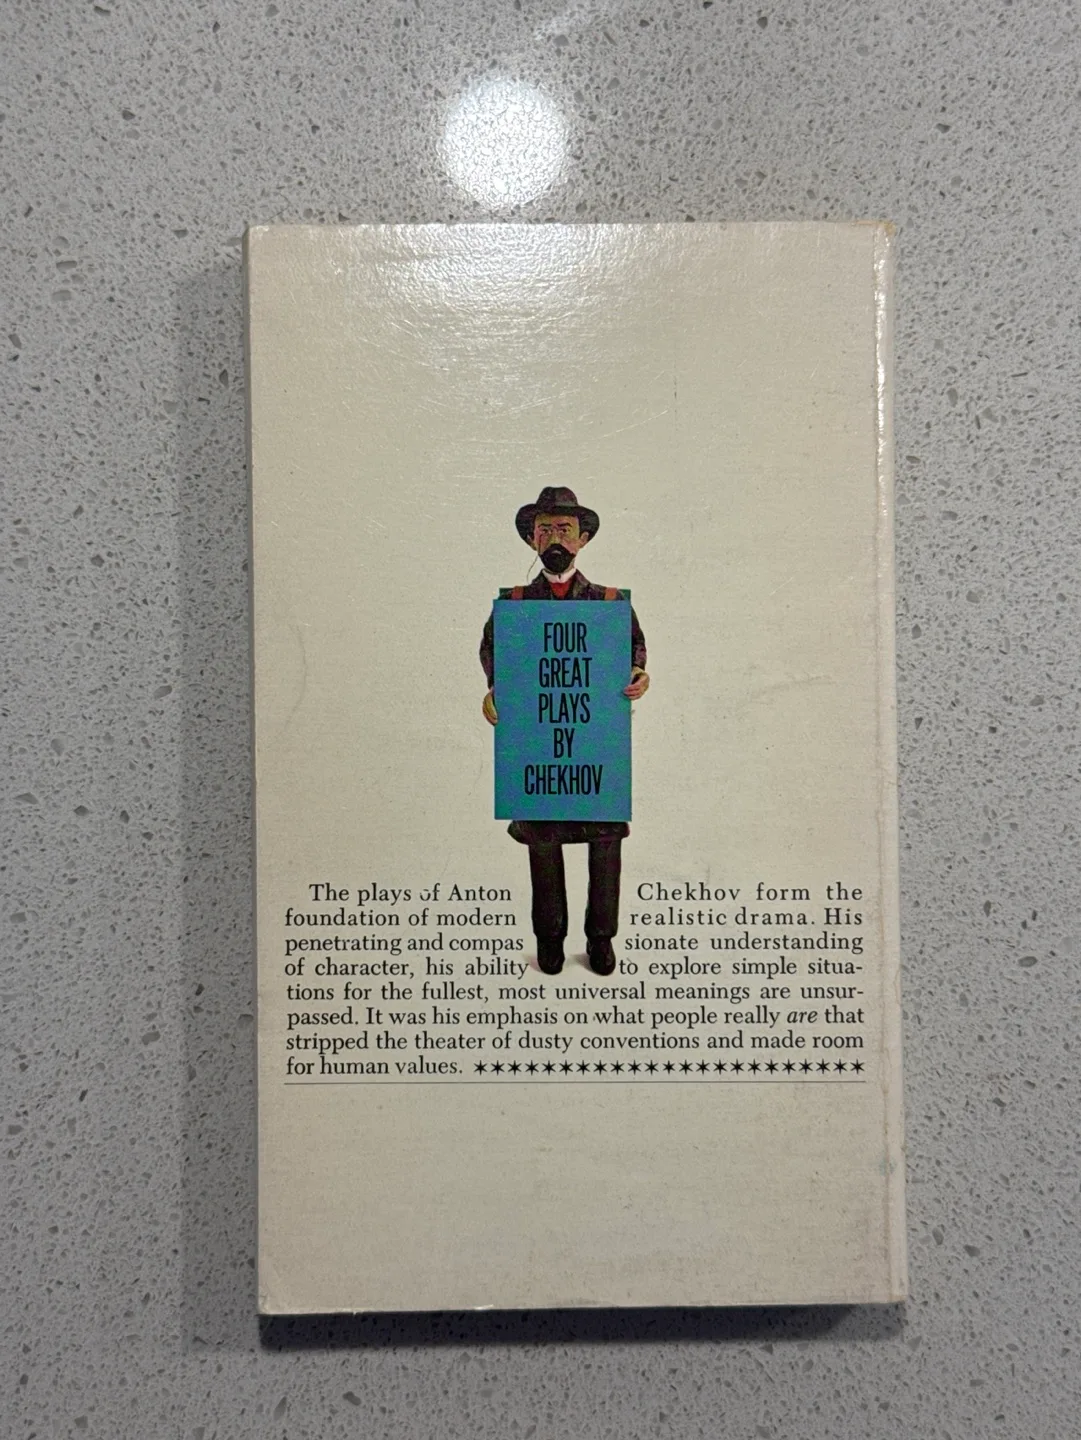 FOUR
GREAT
PLAYS
BY
CHEKHOV
The plays of Anton Chekhov form the
foundation of modern realistic drama. His
penetrating and compas sionate understanding
of character, his ability to explore simple situa-
tions for the fullest, most universal meanings are unsur-
passed. It was his emphasis on what people really are that
stripped the theater of dusty conventions and made room
for human values. ***********************